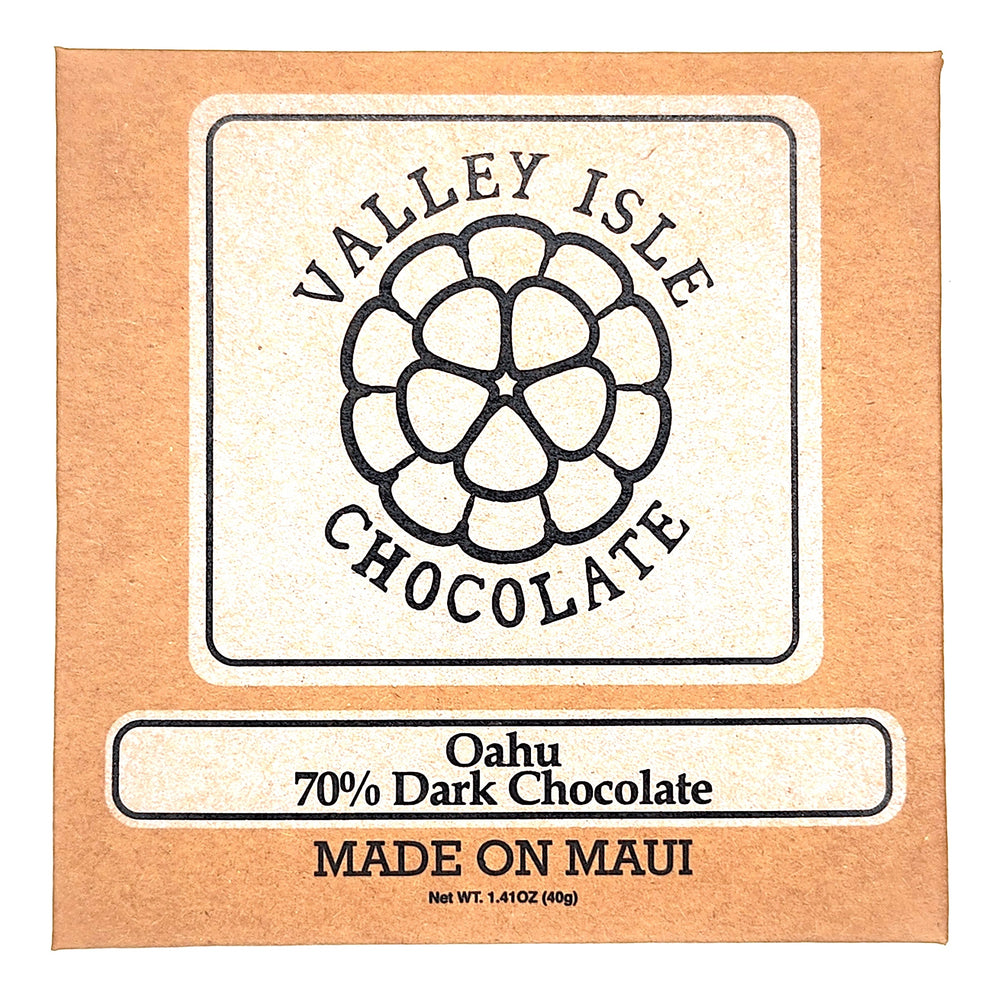 VALLEY ISLE
CHOCOLATE
Oahu
70% Dark Chocolate
MADE ON MAUI
Net WT. 1.41OZ (40g)